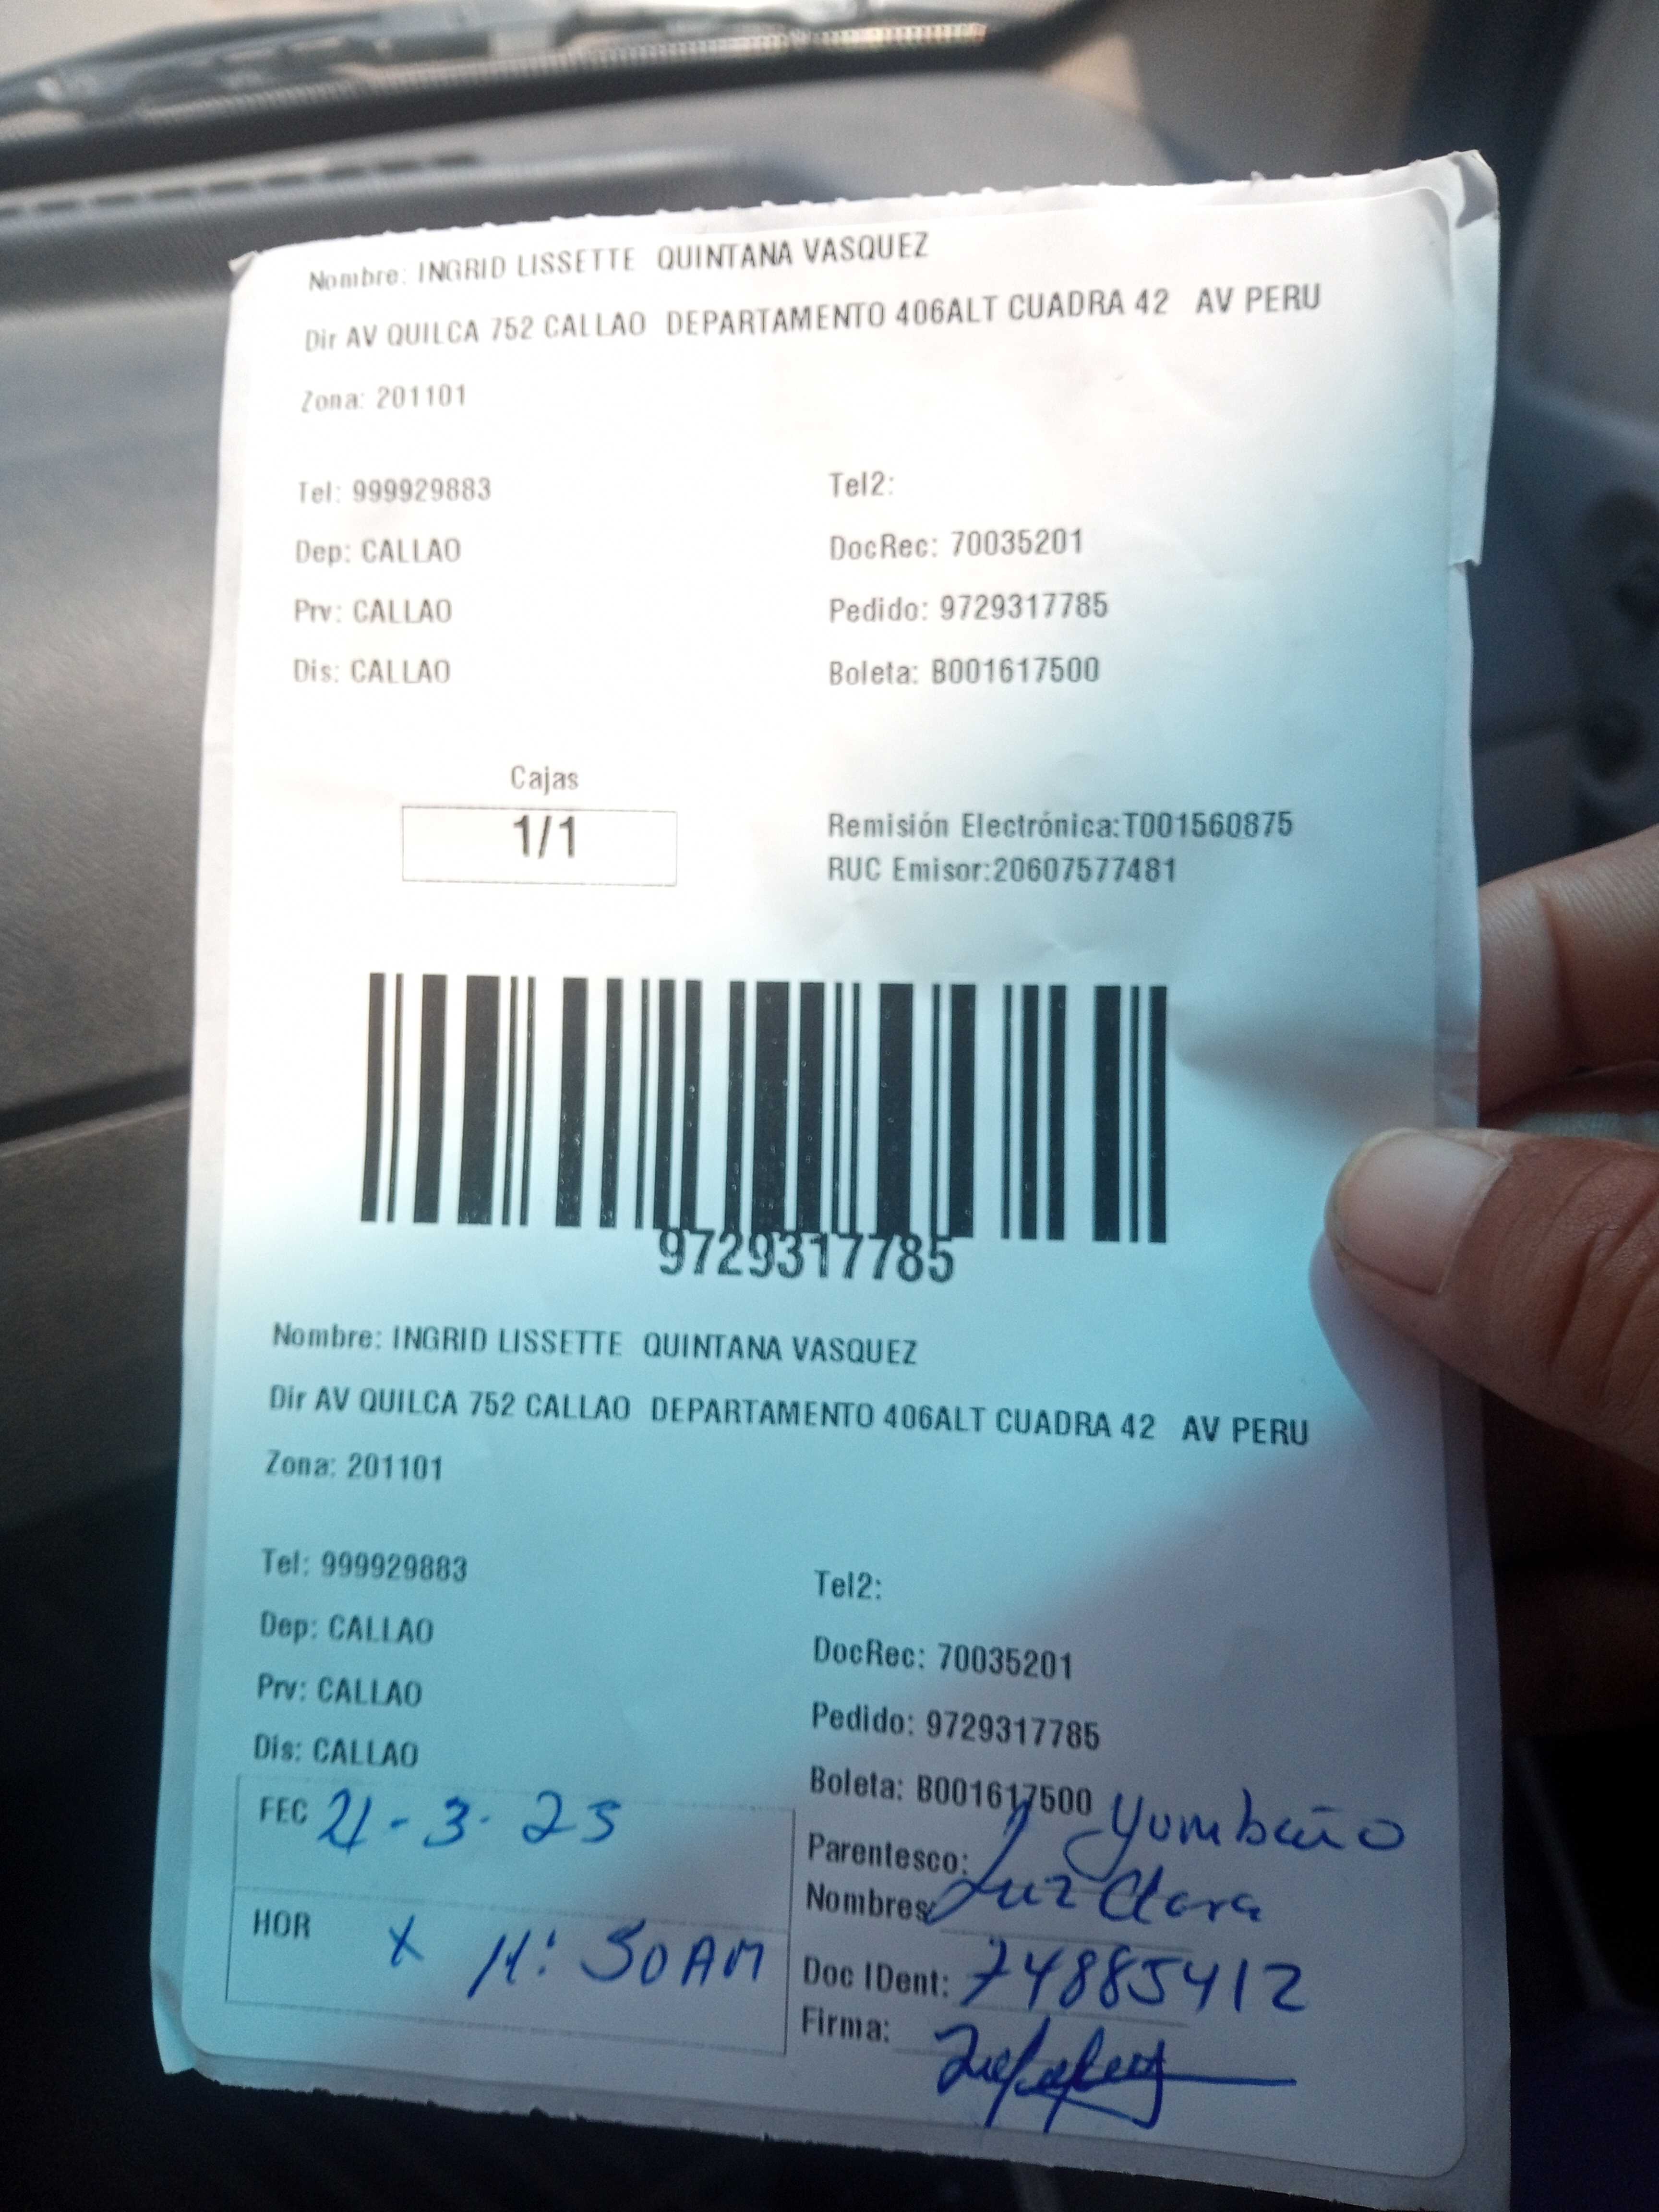 Nombre: INGRID LISSETTE QUINTANA VASQUEZ
Dir AV QUILCA 752 CALLAO DEPARTAMENTO 406ALT CUADRA 42 AV PERU
Zona: 201101
Tel: 999929883 Tel2:
Dep: CALLAO DocRec: 70035201
Prv: CALLAO Pedido: 9729317785
Dis: CALLAO Boleta: B001617500
Cajas
1/1
Remisión Electrónica:T001560875
RUC Emisor:20607577481
9729317785
Nombre: INGRID LISSETTE QUINTANA VASQUEZ
Dir AV QUILCA 752 CALLAO DEPARTAMENTO 406ALT CUADRA 42 AV PERU
Zona: 201101
Tel: 999929883 Tel2:
Dep: CALLAO DocRec: 70035201
Prv: CALLAO Pedido: 9729317785
Dis: CALLAO Boleta: B001617500
FEC 21-3-23
Parentesco:
Nombres: Luz Clara
HOR x 11:50 AM
Doc IDent: 74885412
Firma: